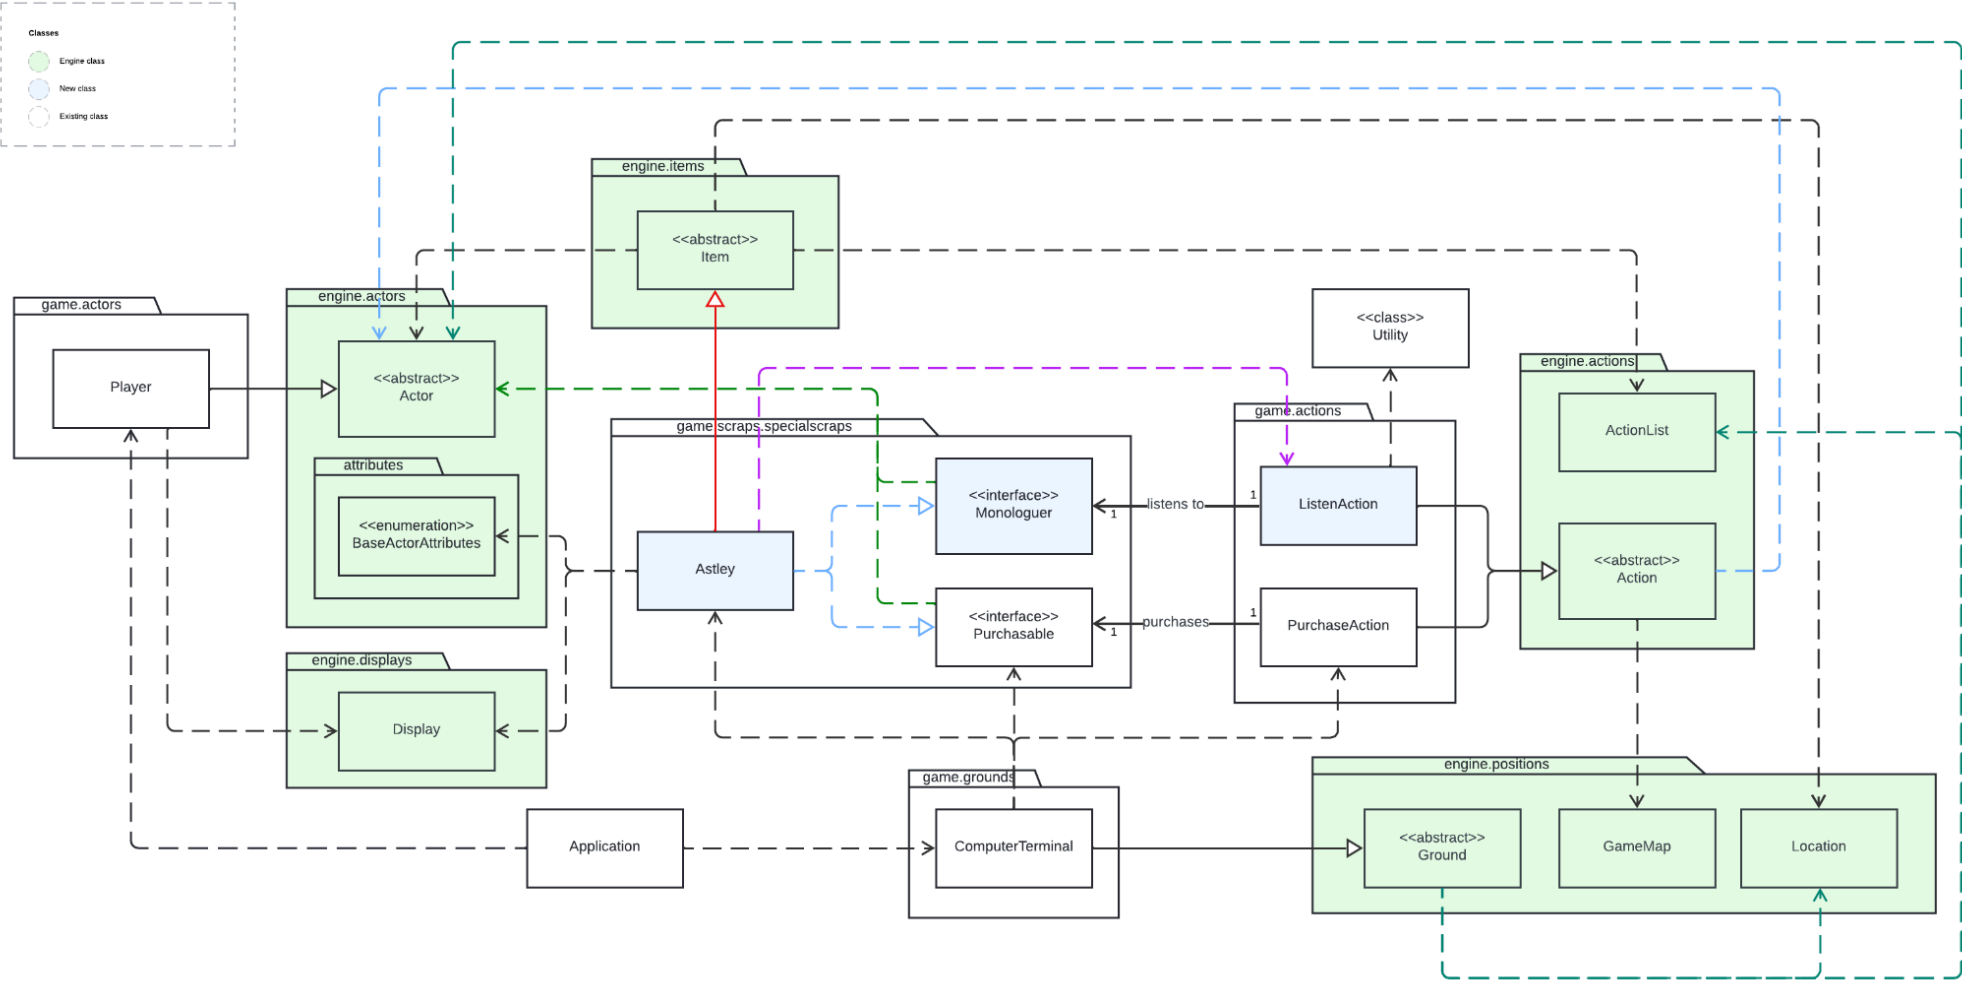 Classes
Engine class
New class
Existing class
engine.items
<<abstract>>
Item
game.actors
Player
engine.actors
<<abstract>>
Actor
attributes
<<enumeration>>
BaseActorAttributes
<<class>>
Utility
engine.actions
ActionList
<<abstract>>
Action
game.scraps.specialscraps
<<interface>>
Monologuer
Astley
<<interface>>
Purchasable
listens to
1
1
purchases
1
1
game.actions
ListenAction
PurchaseAction
engine.displays
Display
Application
game.grounds
ComputerTerminal
engine.positions
<<abstract>>
Ground
GameMap
Location